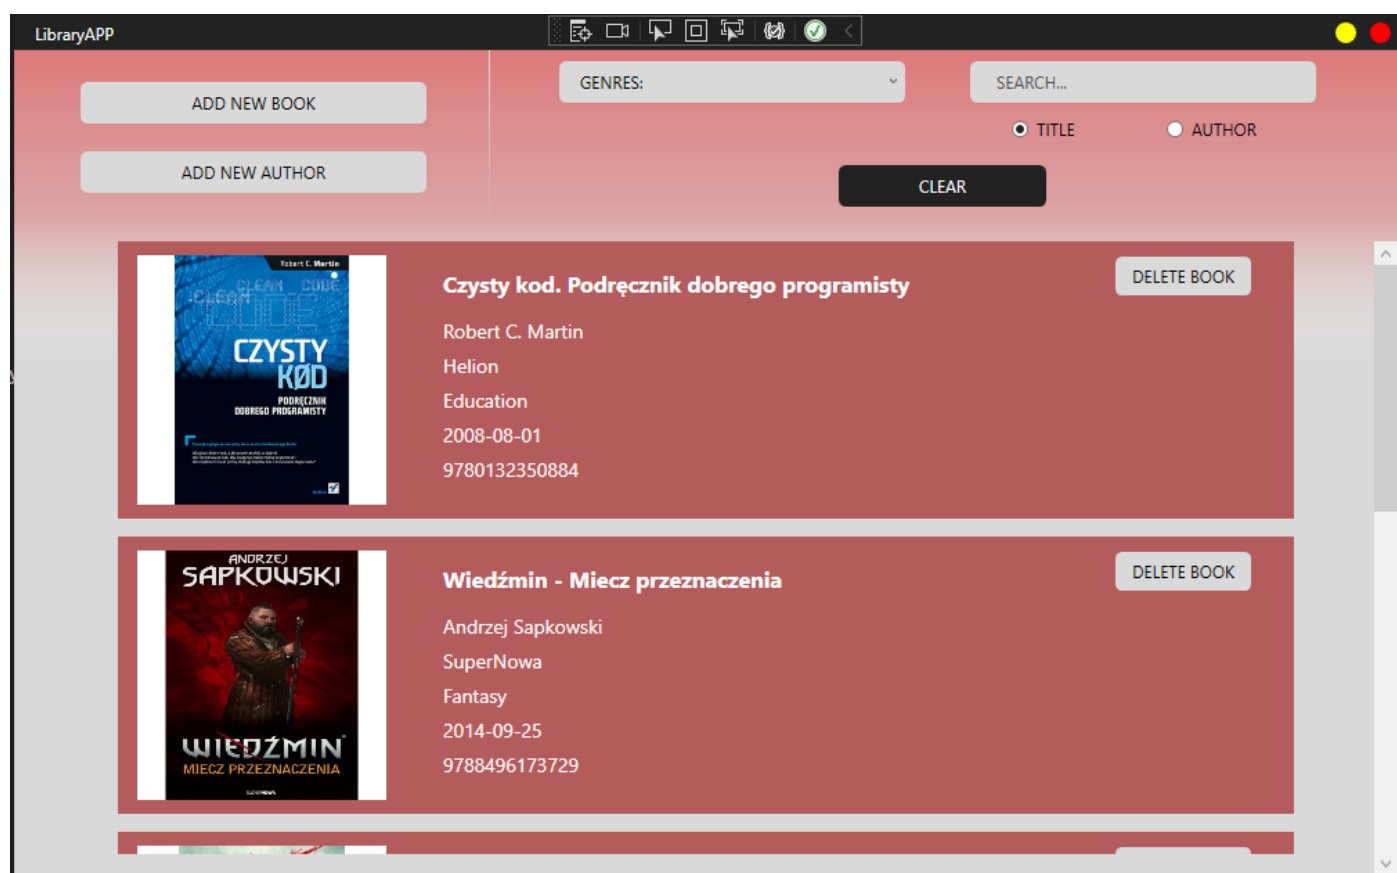 LibraryAPP
ADD NEW BOOK
ADD NEW AUTHOR
GENRES:
SEARCH...
TITLE
AUTHOR
CLEAR
Robert C. Martin
CLEAN CODE
CLEAN
CODE
CZYSTY
KØD
PODRĘCZNIK
DOBREGO PROGRAMISTY
Czysty kod. Podręcznik dobrego programisty
DELETE BOOK
Robert C. Martin
Helion
Education
2008-08-01
9780132350884
ANDRZEJ
SAPKOWSKI
WIEDŹMIN
MIECZ PRZEZNACZENIA
Wiedźmin - Miecz przeznaczenia
DELETE BOOK
Andrzej Sapkowski
SuperNowa
Fantasy
2014-09-25
9788496173729